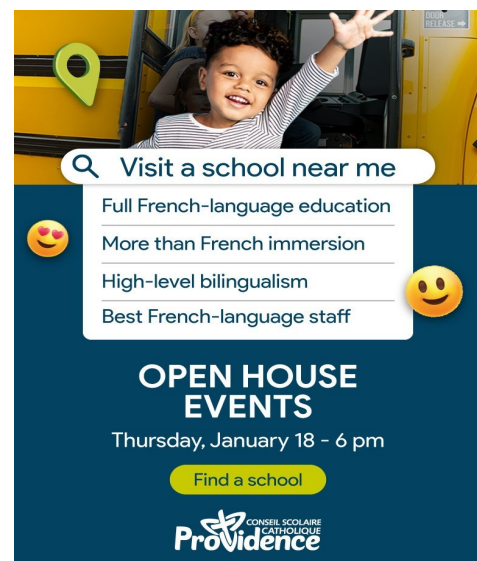 DOOR
RELEASE
Visit a school near me
Full French-language education
More than French immersion
High-level bilingualism
Best French-language staff
OPEN HOUSE
EVENTS
Thursday, January 18 - 6 pm
Find a school
CONSEIL SCOLAIRE
CATHOLIQUE
Providence